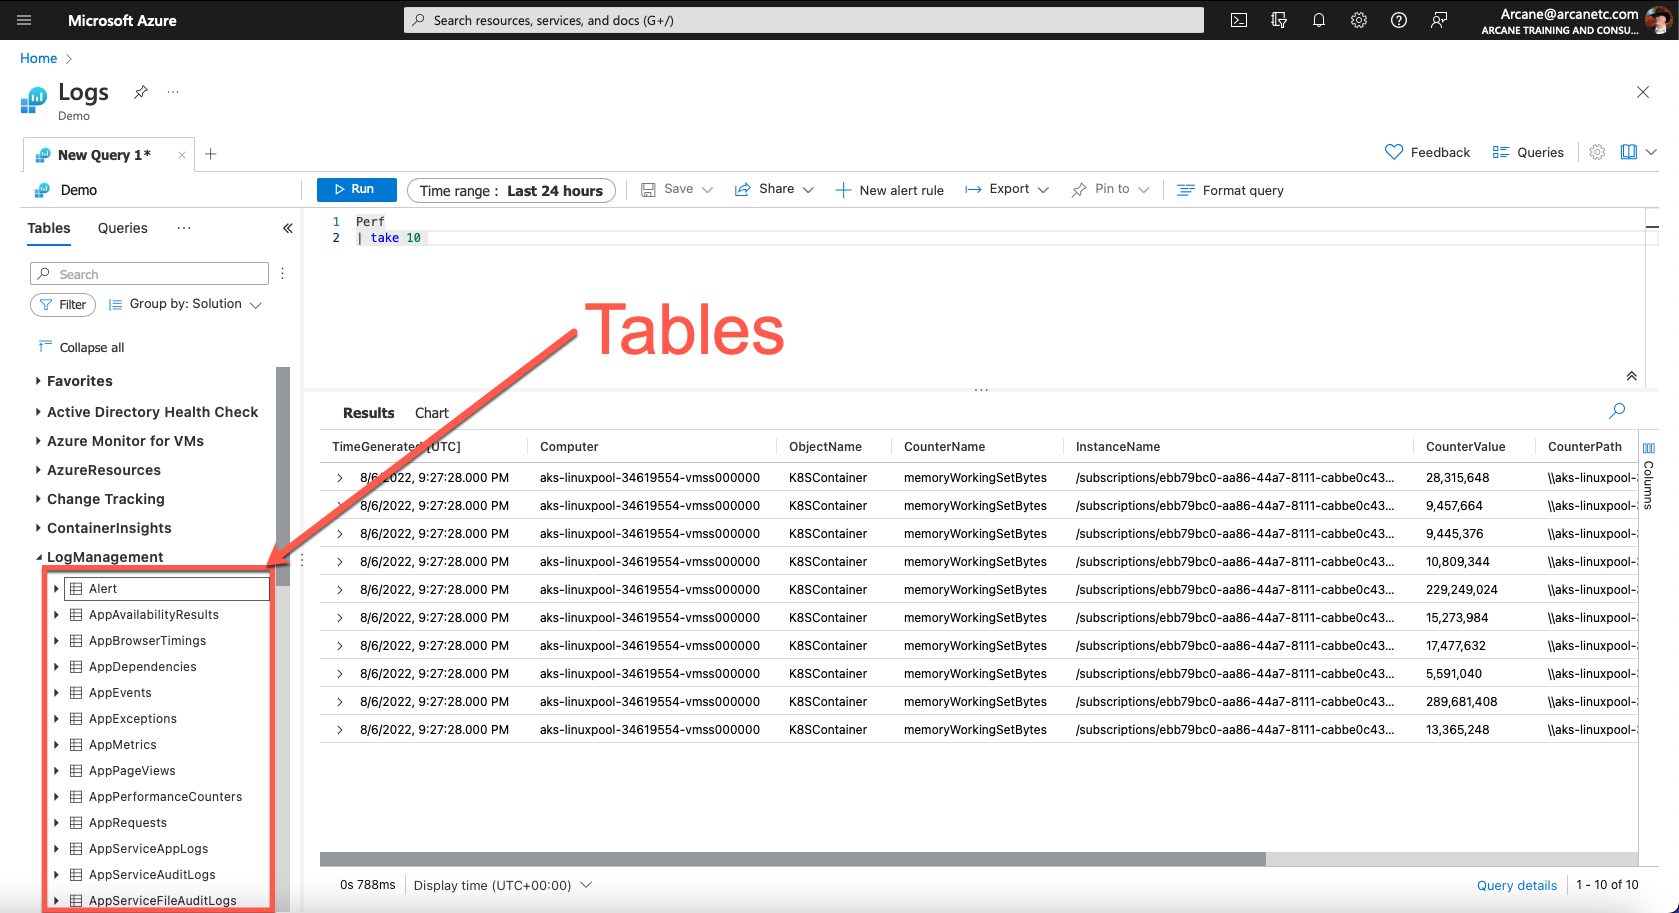 Microsoft Azure
Search resources, services, and docs (G+/)
Arcane@arcanetc.com
ARCANE TRAINING AND CONSU...
Home
Logs
...
Demo
New Query 1*
Feedback
Queries
Demo
Run
Time range : Last 24 hours
Save
Share
New alert rule
Export
Pin to
Format query
Tables
Queries
...
1 Perf
2 | take 10
Search
Filter
Group by: Solution
Tables
Collapse all
Favorites
Active Directory Health Check
Azure Monitor for VMs
AzureResources
Change Tracking
ContainerInsights
LogManagement
Alert
AppAvailabilityResults
AppBrowserTimings
AppDependencies
AppEvents
AppExceptions
AppMetrics
AppPageViews
AppPerformanceCounters
AppRequests
AppServiceAppLogs
AppServiceAuditLogs
AppServiceFileAuditLogs
...
Results Chart
TimeGenerated [UTC] Computer ObjectName CounterName InstanceName CounterValue CounterPath
8/6/2022, 9:27:28.000 PM aks-linuxpool-34619554-vmss000000 K8SContainer memoryWorkingSetBytes /subscriptions/ebb79bc0-aa86-44a7-8111-cabbe0c43... 28,315,648 \\aks-linuxpool-
8/6/2022, 9:27:28.000 PM aks-linuxpool-34619554-vmss000000 K8SContainer memoryWorkingSetBytes /subscriptions/ebb79bc0-aa86-44a7-8111-cabbe0c43... 9,457,664 \\aks-linuxpool-
8/6/2022, 9:27:28.000 PM aks-linuxpool-34619554-vmss000000 K8SContainer memoryWorkingSetBytes /subscriptions/ebb79bc0-aa86-44a7-8111-cabbe0c43... 9,445,376 \\aks-linuxpool-
8/6/2022, 9:27:28.000 PM aks-linuxpool-34619554-vmss000000 K8SContainer memoryWorkingSetBytes /subscriptions/ebb79bc0-aa86-44a7-8111-cabbe0c43... 10,809,344 \\aks-linuxpool-
8/6/2022, 9:27:28.000 PM aks-linuxpool-34619554-vmss000000 K8SContainer memoryWorkingSetBytes /subscriptions/ebb79bc0-aa86-44a7-8111-cabbe0c43... 229,249,024 \\aks-linuxpool-
8/6/2022, 9:27:28.000 PM aks-linuxpool-34619554-vmss000000 K8SContainer memoryWorkingSetBytes /subscriptions/ebb79bc0-aa86-44a7-8111-cabbe0c43... 15,273,984 \\aks-linuxpool-
8/6/2022, 9:27:28.000 PM aks-linuxpool-34619554-vmss000000 K8SContainer memoryWorkingSetBytes /subscriptions/ebb79bc0-aa86-44a7-8111-cabbe0c43... 17,477,632 \\aks-linuxpool-
8/6/2022, 9:27:28.000 PM aks-linuxpool-34619554-vmss000000 K8SContainer memoryWorkingSetBytes /subscriptions/ebb79bc0-aa86-44a7-8111-cabbe0c43... 5,591,040 \\aks-linuxpool-
8/6/2022, 9:27:28.000 PM aks-linuxpool-34619554-vmss000000 K8SContainer memoryWorkingSetBytes /subscriptions/ebb79bc0-aa86-44a7-8111-cabbe0c43... 289,681,408 \\aks-linuxpool-
8/6/2022, 9:27:28.000 PM aks-linuxpool-34619554-vmss000000 K8SContainer memoryWorkingSetBytes /subscriptions/ebb79bc0-aa86-44a7-8111-cabbe0c43... 13,365,248 \\aks-linuxpool-
Columns
0s 788ms Display time (UTC+00:00)
Query details 1 - 10 of 10